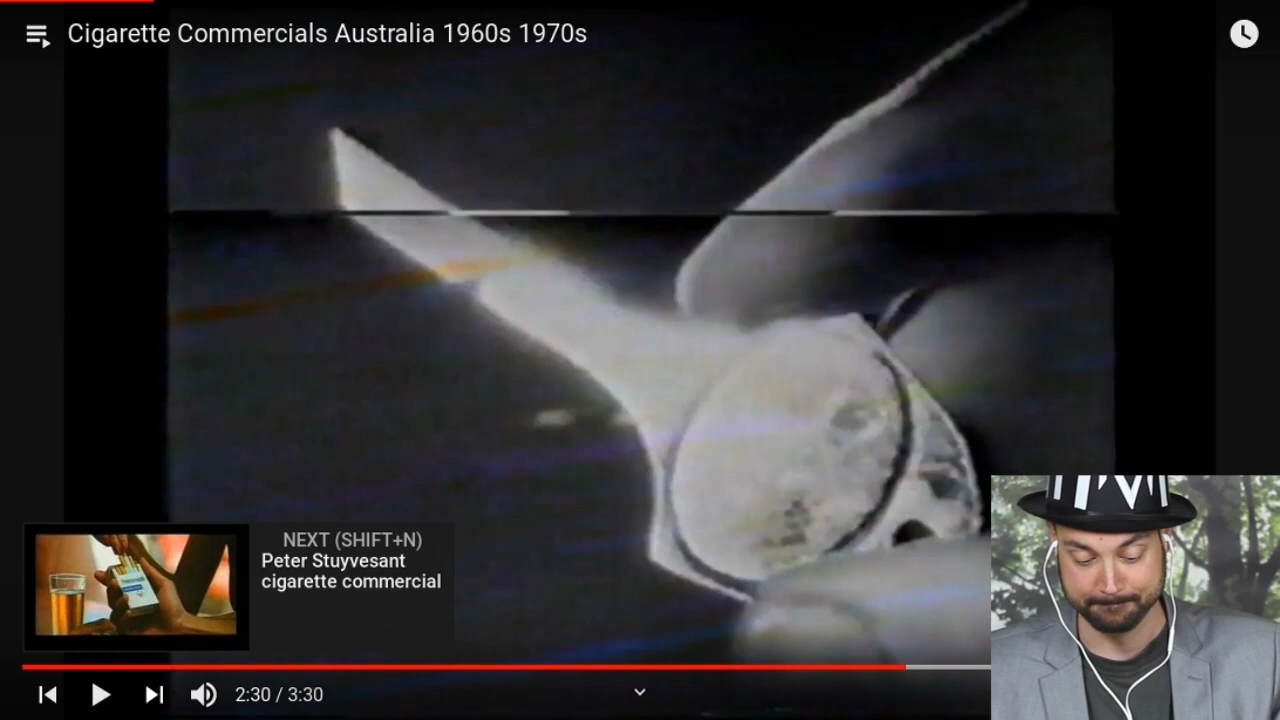 Cigarette Commercials Australia 1960s 1970s
NEXT (SHIFT+N)
Peter Stuyvesant
cigarette commercial
2:30 / 3:30